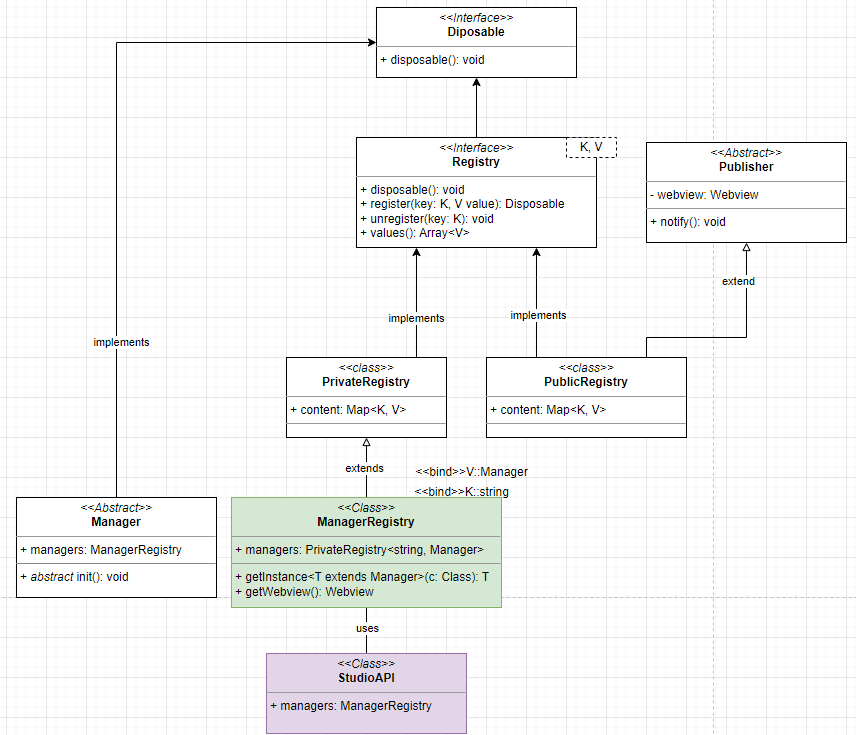 <<Interface>>
Diposable
+ disposable(): void
<<Interface>>
Registry
K, V
+ disposable(): void
+ register(key: K, V value): Disposable
+ unregister(key: K): void
+ values(): Array<V>
<<Abstract>>
Publisher
- webview: Webview
+ notify(): void
extend
implements
implements
implements
<<class>>
PrivateRegistry
+ content: Map<K, V>
<<class>>
PublicRegistry
+ content: Map<K, V>
extends
<<bind>>V::Manager
<<bind>>K::string
<<Abstract>>
Manager
+ managers: ManagerRegistry
+ abstract init(): void
<<Class>>
ManagerRegistry
+ managers: PrivateRegistry<string, Manager>
+ getInstance<T extends Manager>(c: Class): T
+ getWebview(): Webview
uses
<<Class>>
StudioAPI
+ managers: ManagerRegistry